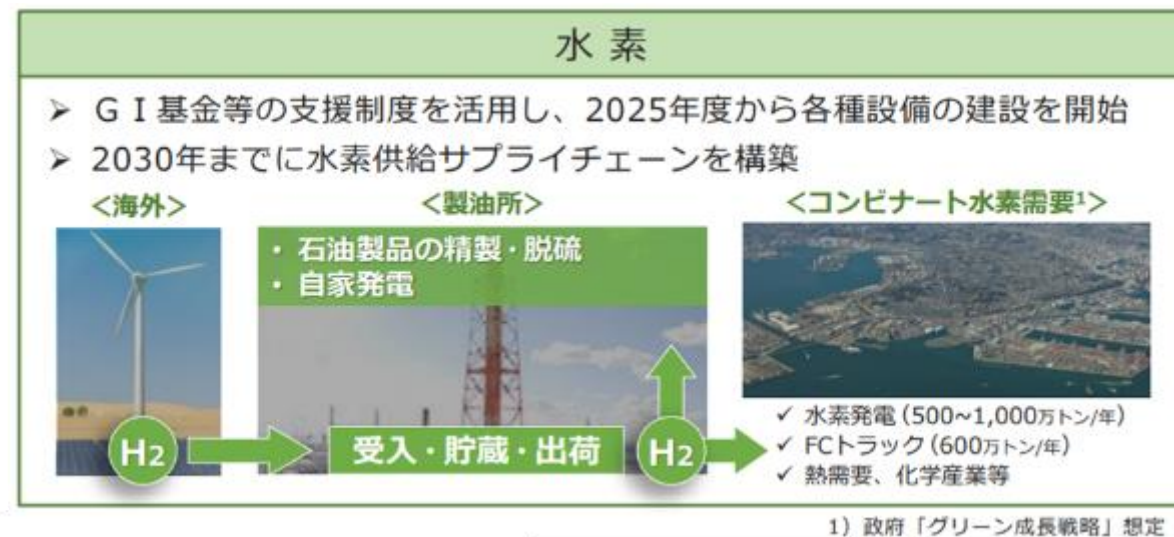 水 素
➢ ＧＩ基金等の支援制度を活用し、2025年度から各種設備の建設を開始
➢ 2030年までに水素供給サプライチェーンを構築
＜海外＞
＜製油所＞
＜コンビナート水素需要¹＞
・ 石油製品の精製・脱硫
・ 自家発電
H2
受入・貯蔵・出荷
H2
✓ 水素発電（500~1,000万トン/年）
✓ FCトラック（600万トン/年）
✓ 熱需要、化学産業等
1）政府「グリーン成長戦略」想定